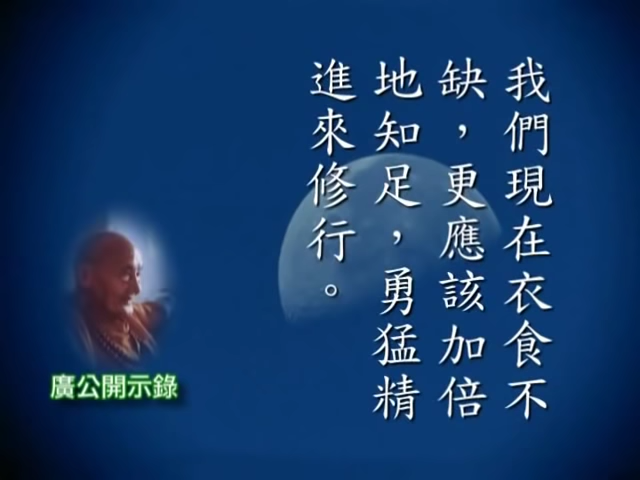 我們現在衣食不
缺，更應該加倍
地知足，勇猛精
進來修行。
廣公開示錄